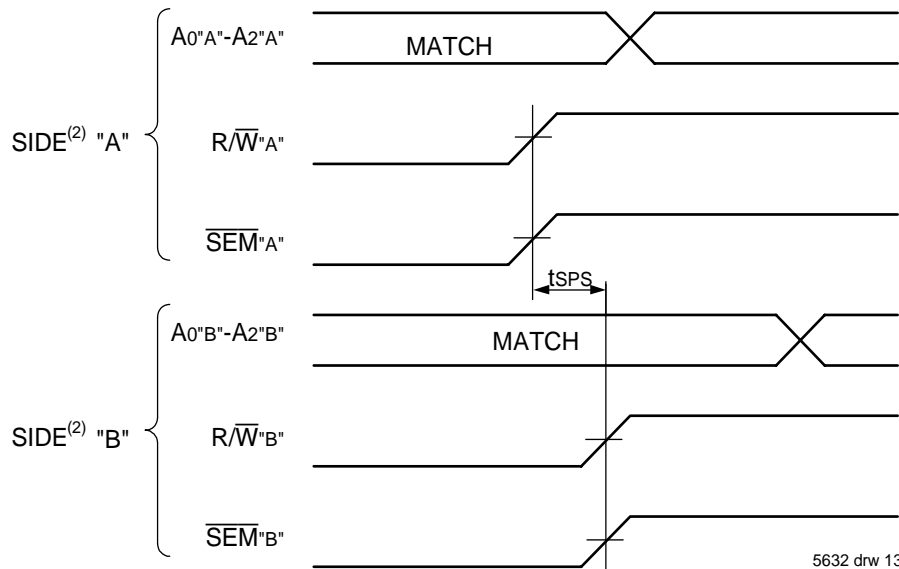 A0"A"-A2"A"
MATCH
SIDE(2) "A"
R/W"A"
SEM"A"
tSPS
A0"B"-A2"B"
MATCH
SIDE(2) "B"
R/W"B"
SEM"B"
5632 drw 13